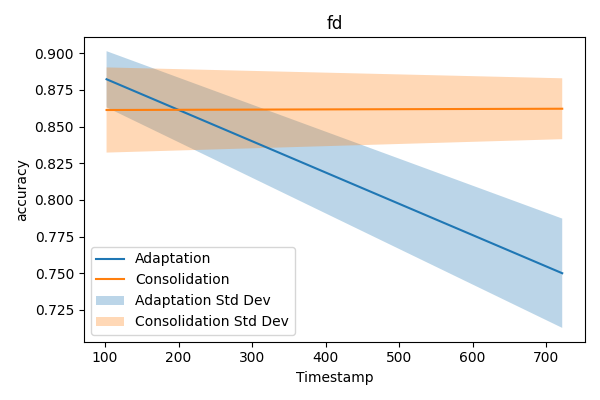 fd
0.900
0.875
0.850
0.825
0.800
0.775
0.750
0.725
accuracy
Adaptation
Consolidation
Adaptation Std Dev
Consolidation Std Dev
100 200 300 400 500 600 700
Timestamp